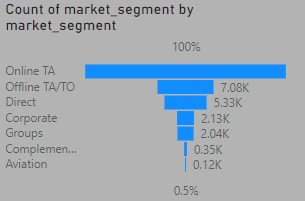 Count of market_segment by
market_segment
100%
Online TA
Offline TA/TO 7.08K
Direct 5.33K
Corporate 2.13K
Groups 2.04K
Complemen... 0.35K
Aviation 0.12K
0.5%